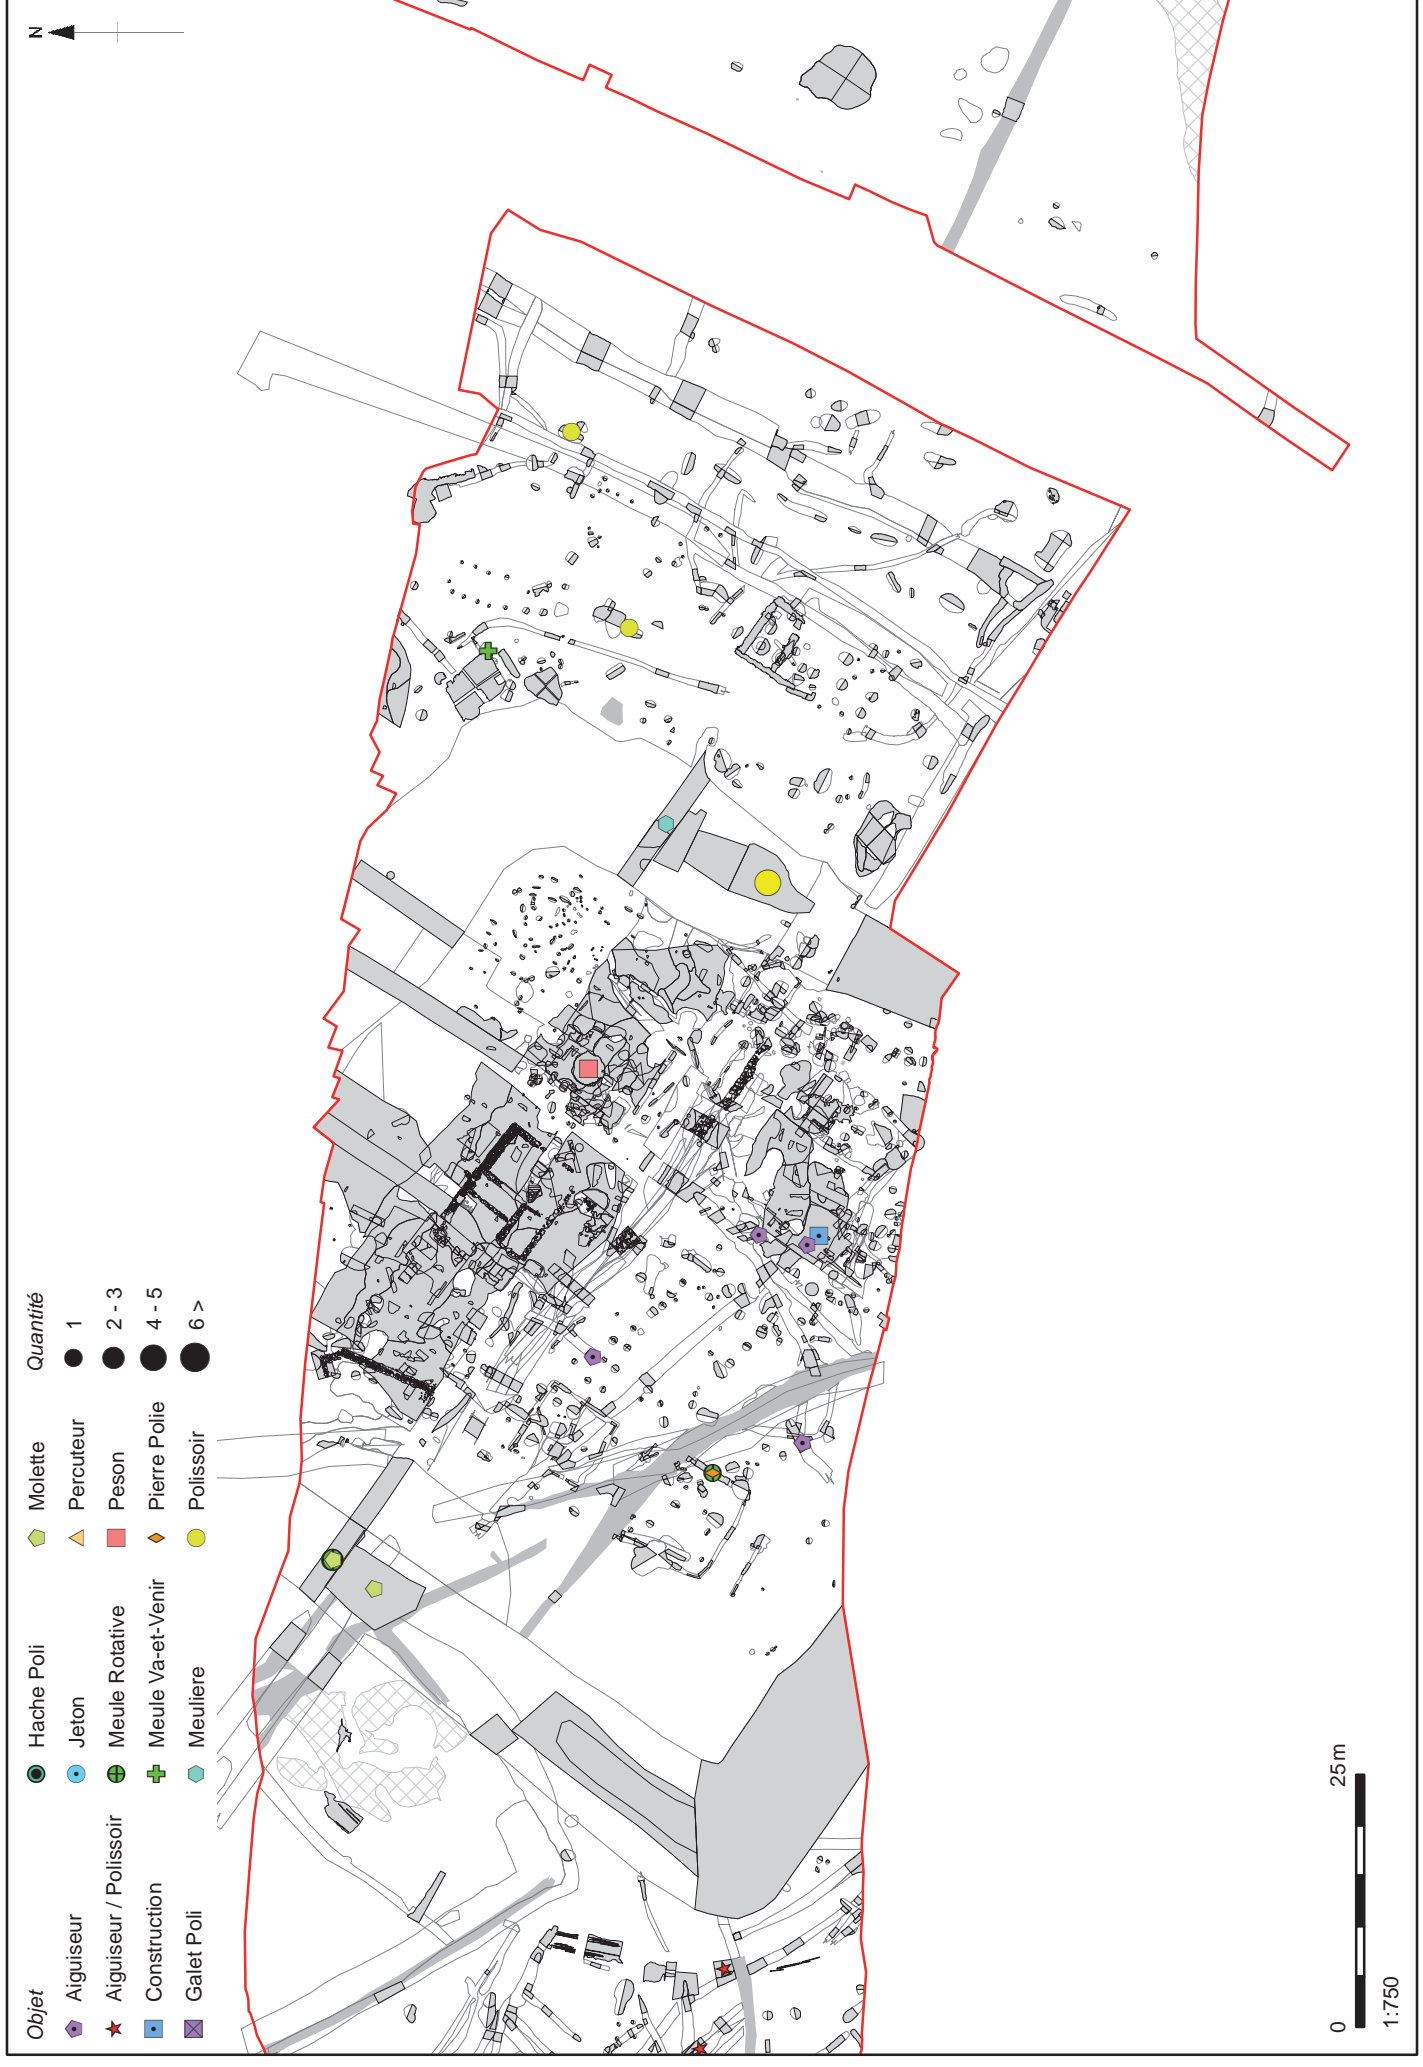 N
Objet
Aiguiseur
Aiguiseur / Polissoir
Construction
Galet Poli
Hache Poli
Jeton
Meule Rotative
Meule Va-et-Venir
Meuliere
Molette
Percuteur
Peson
Pierre Polie
Polissoir
Quantité
1
2 - 3
4 - 5
6 >
0 25m
1:750